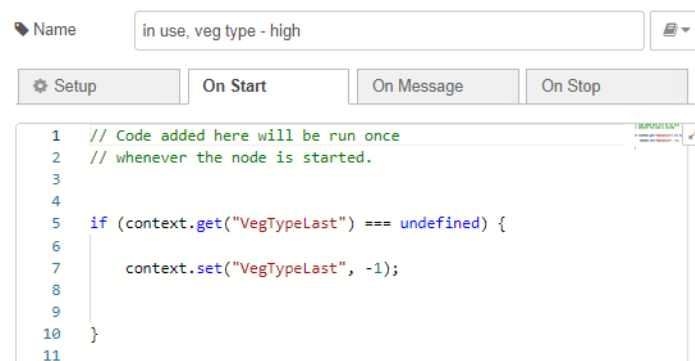 Name
in use, veg type - high
Setup
On Start
On Message
On Stop
1 // Code added here will be run once
2 // whenever the node is started.
3
4
5 if (context.get("VegTypeLast") === undefined) {
6
7 context.set("VegTypeLast", -1);
8
9
10 }
11